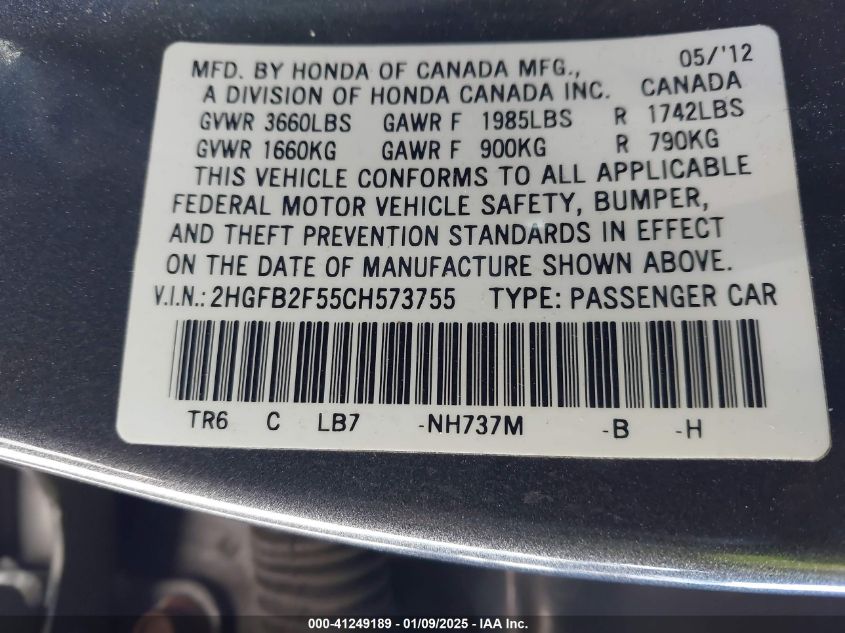 05/'12
MFD. BY HONDA OF CANADA MFG.,
A DIVISION OF HONDA CANADA INC. CANADA
GVWR 3660LBS GAWR F 1985LBS R 1742LBS
GVWR 1660KG GAWR F 900KG R 790KG
THIS VEHICLE CONFORMS TO ALL APPLICABLE
FEDERAL MOTOR VEHICLE SAFETY, BUMPER,
AND THEFT PREVENTION STANDARDS IN EFFECT
ON THE DATE OF MANUFACTURE SHOWN ABOVE.
V.I.N.: 2HGFB2F55CH573755 TYPE: PASSENGER CAR
TR6 C LB7 -NH737M -B -H
000-41249189 - 01/09/2025 - IAA Inc.